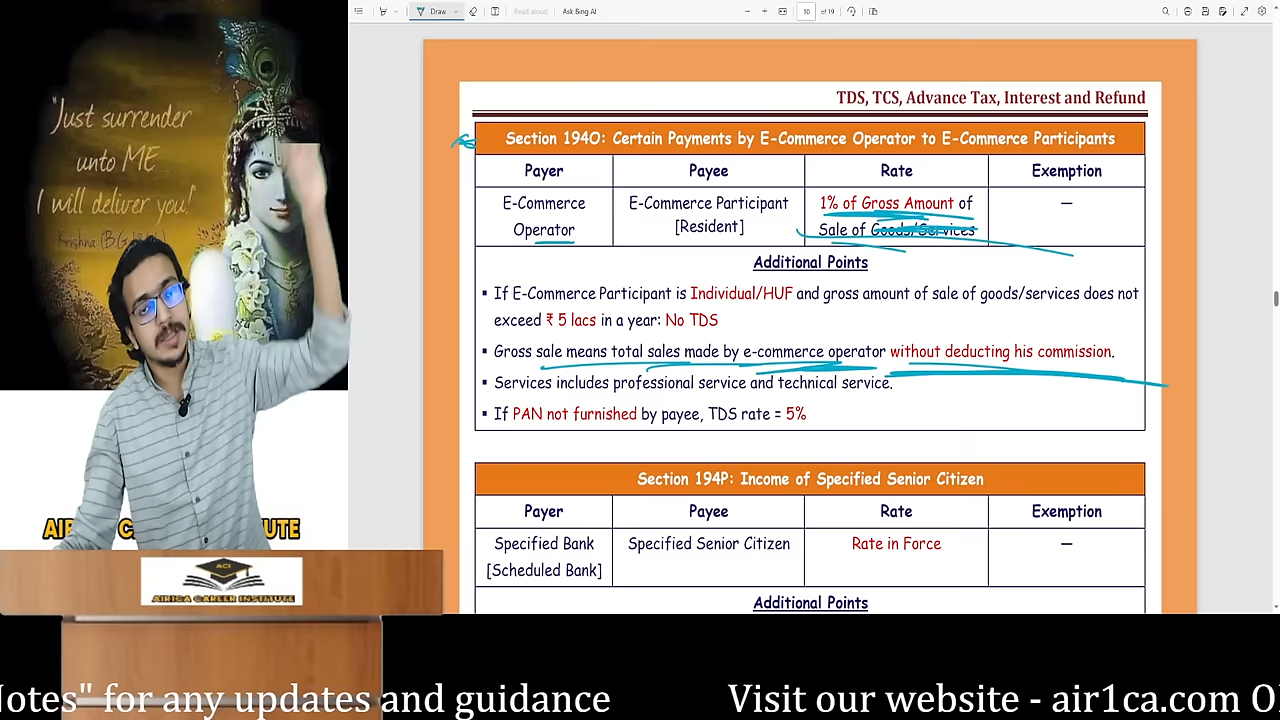 Read aloud
Ask Bing AI
Draw
10
of 19
"Just surrender
unto ME
I will deliver you!"
TDS, TCS, Advance Tax, Interest and Refund
Section 194O: Certain Payments by E-Commerce Operator to E-Commerce Participants
Payer Payee Rate Exemption
E-Commerce E-Commerce Participant 1% of Gross Amount of —
Operator [Resident] Sale of Goods/Services
Additional Points
▪ If E-Commerce Participant is Individual/HUF and gross amount of sale of goods/services does not
exceed ₹ 5 lacs in a year: No TDS
▪ Gross sale means total sales made by e-commerce operator without deducting his commission.
▪ Services includes professional service and technical service.
▪ If PAN not furnished by payee, TDS rate = 5%
Section 194P: Income of Specified Senior Citizen
Payer Payee Rate Exemption
Specified Bank Specified Senior Citizen Rate in Force —
[Scheduled Bank]
Additional Points
ACI
AIR1CA CAREER INSTITUTE
Notes" for any updates and guidance Visit our website - air1ca.com